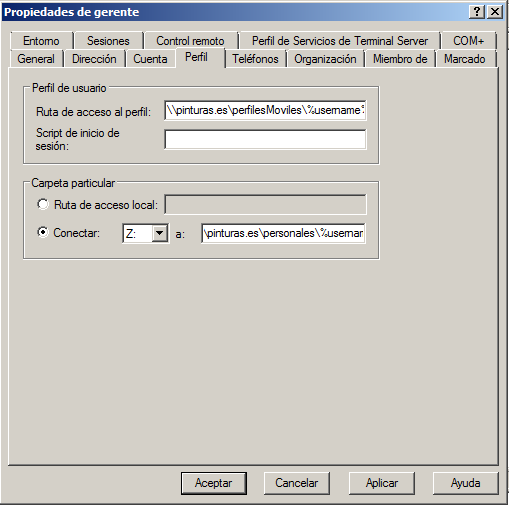 Propiedades de gerente
Entorno Sesiones Control remoto Perfil de Servicios de Terminal Server COM+
General Dirección Cuenta Perfil Teléfonos Organización Miembro de Marcado
Perfil de usuario
Ruta de acceso al perfil: \\pinturas.es\perfilesMoviles\%username%
Script de inicio de
sesión:
Carpeta particular
Ruta de acceso local:
Conectar: Z: a: \pinturas.es\personales\%usernar
Aceptar Cancelar Aplicar Ayuda